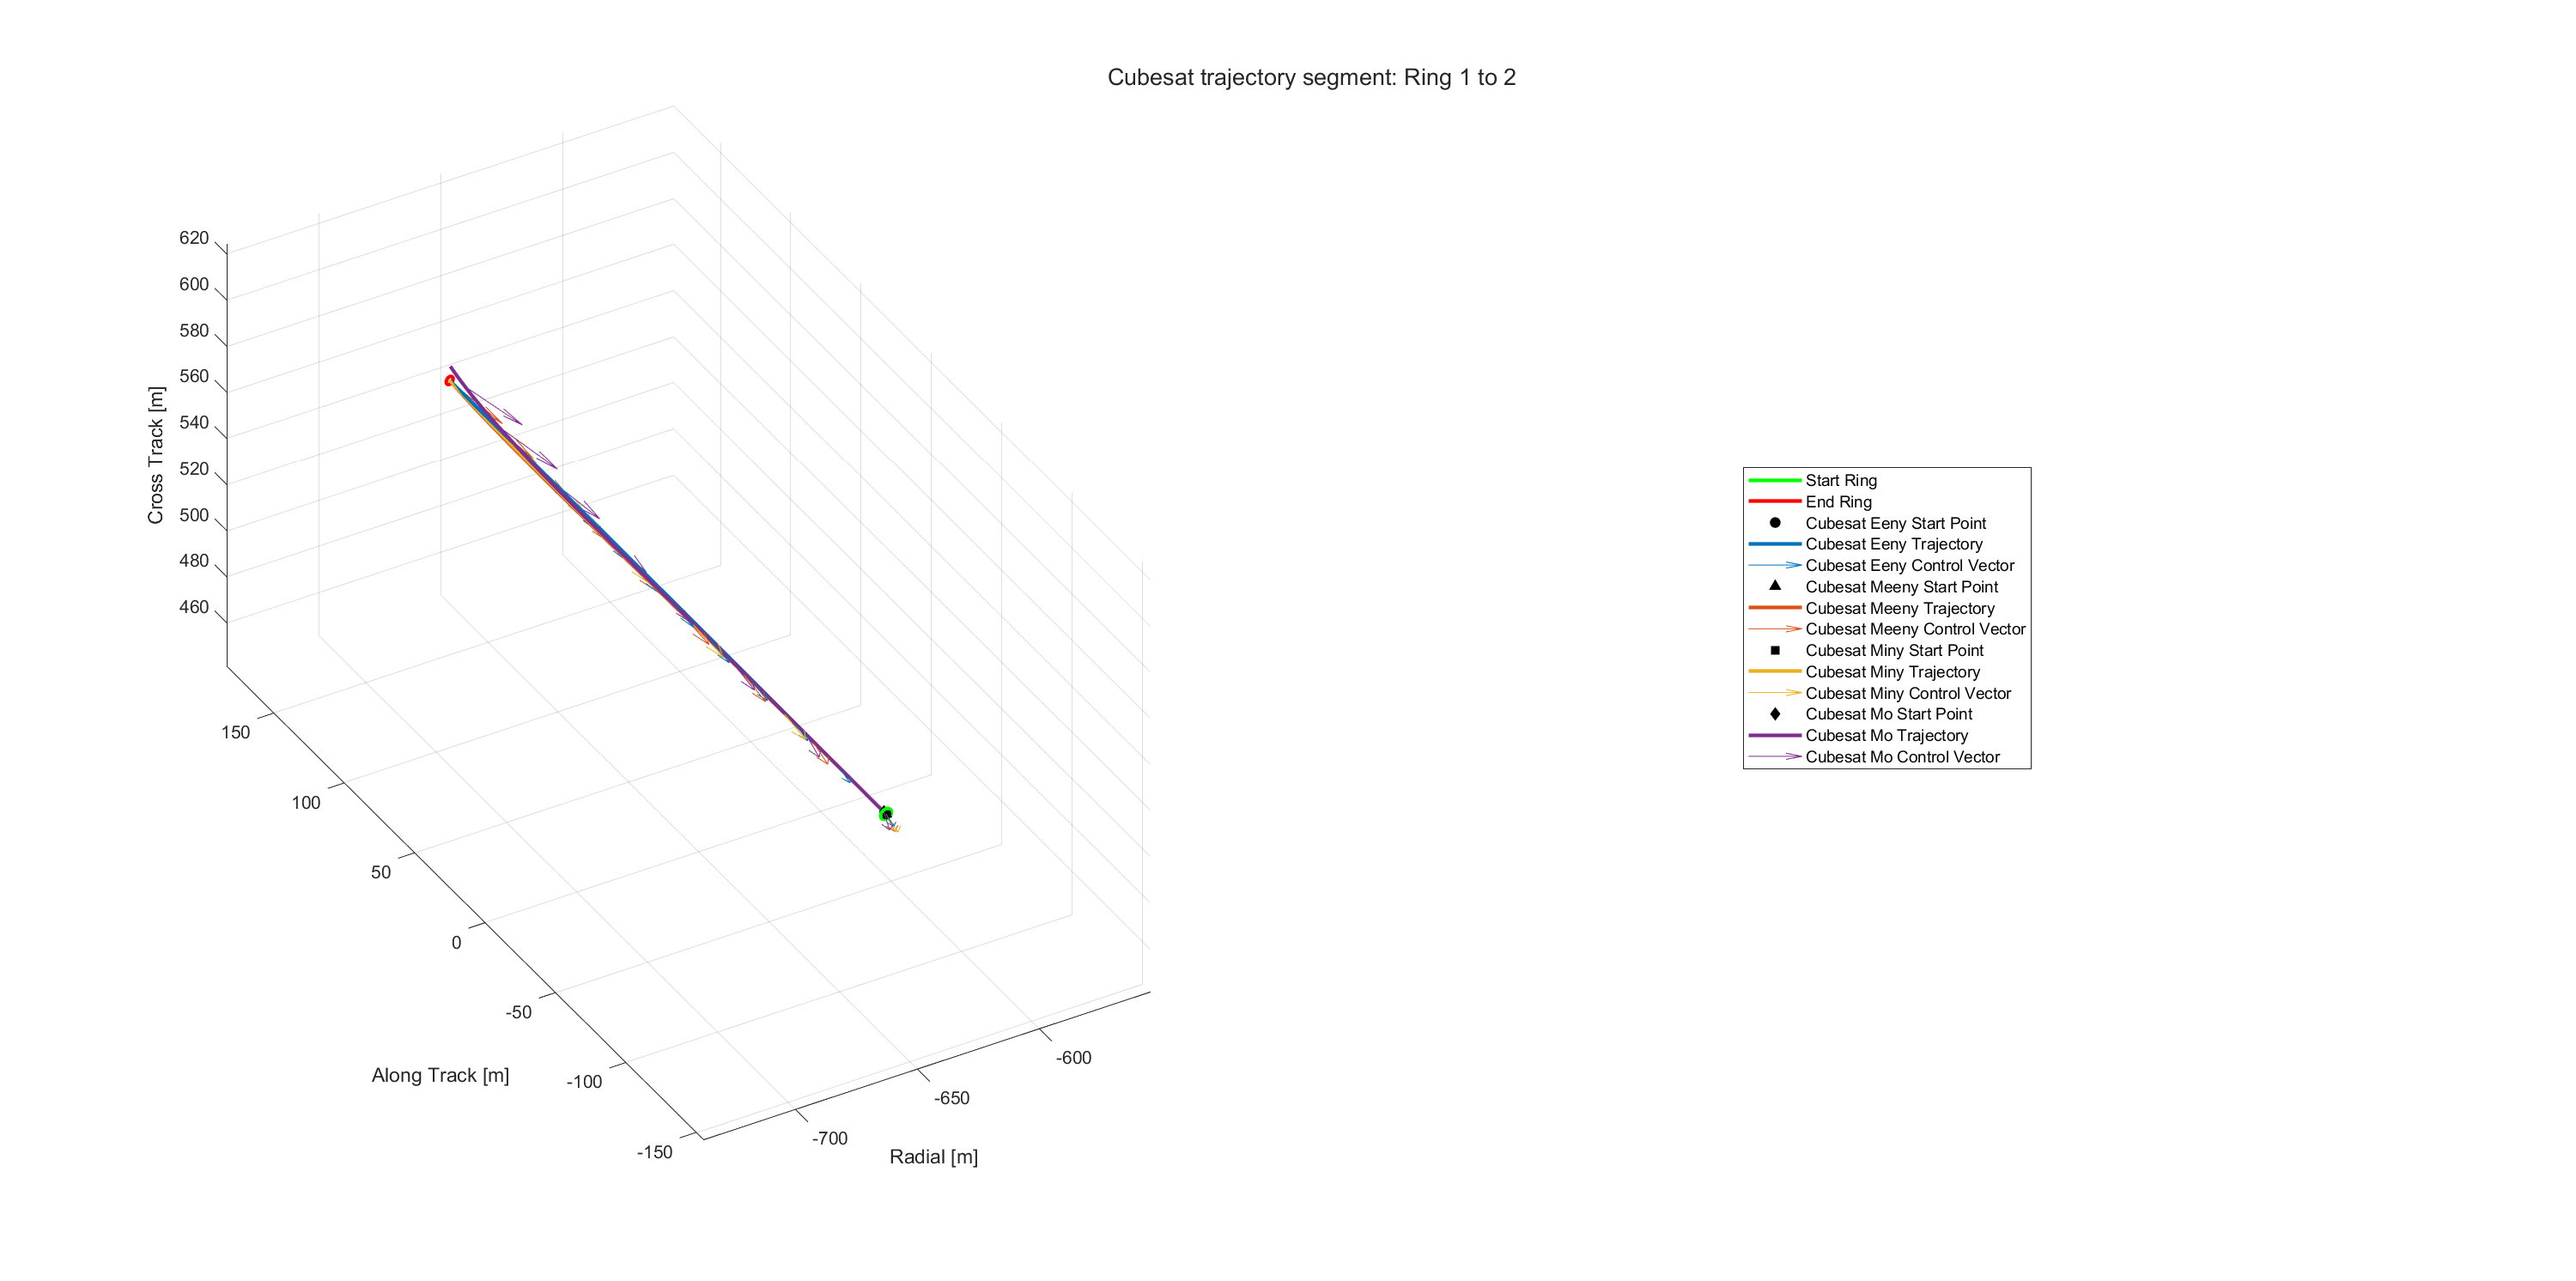 Cubesat trajectory segment: Ring 1 to 2
620
600
580
560
540
520
500
480
460
Cross Track [m]
150
100
50
0
-50
-100
-150
Along Track [m]
-700
-650
-600
Radial [m]
Start Ring
End Ring
Cubesat Eeny Start Point
Cubesat Eeny Trajectory
Cubesat Eeny Control Vector
Cubesat Meeny Start Point
Cubesat Meeny Trajectory
Cubesat Meeny Control Vector
Cubesat Miny Start Point
Cubesat Miny Trajectory
Cubesat Miny Control Vector
Cubesat Mo Start Point
Cubesat Mo Trajectory
Cubesat Mo Control Vector